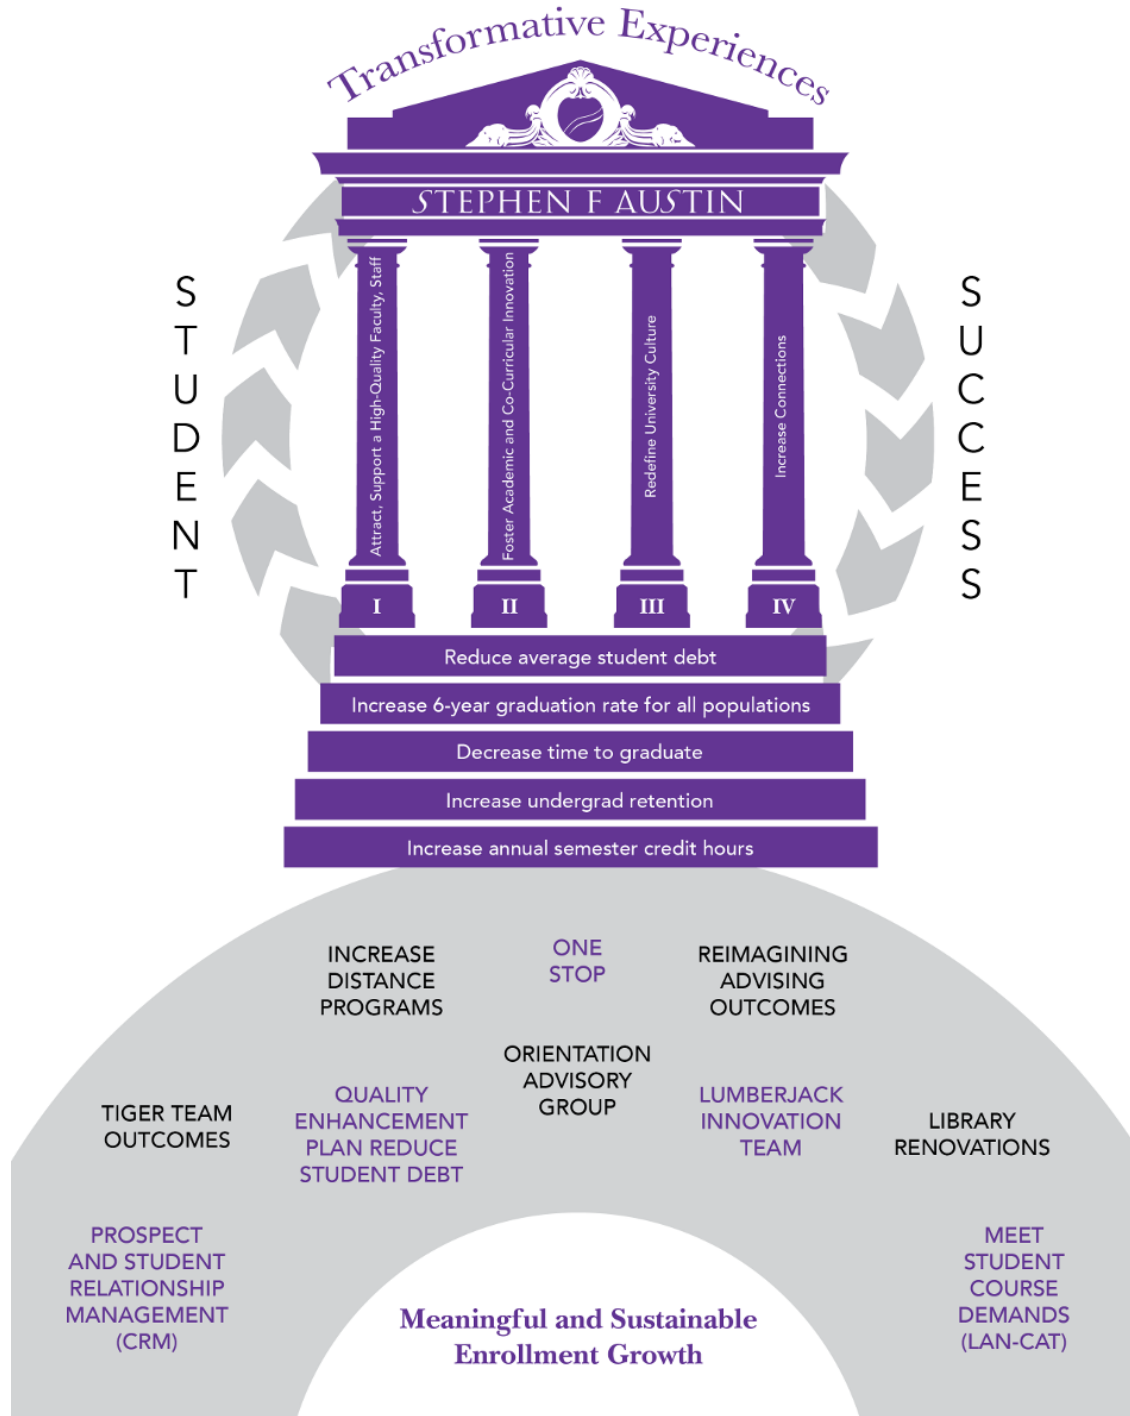 Transformative Experiences
STEPHEN F AUSTIN
STUDENT
SUCCESS
Attract, Support a High-Quality Faculty, Staff
Foster Academic and Co-Curricular Innovation
Redefine University Culture
Increase Connections
I
II
III
IV
Reduce average student debt
Increase 6-year graduation rate for all populations
Decrease time to graduate
Increase undergrad retention
Increase annual semester credit hours
INCREASE
DISTANCE
PROGRAMS
ONE
STOP
REIMAGINING
ADVISING
OUTCOMES
ORIENTATION
ADVISORY
GROUP
TIGER TEAM
OUTCOMES
QUALITY
ENHANCEMENT
PLAN REDUCE
STUDENT DEBT
LUMBERJACK
INNOVATION
TEAM
LIBRARY
RENOVATIONS
PROSPECT
AND STUDENT
RELATIONSHIP
MANAGEMENT
(CRM)
MEET
STUDENT
COURSE
DEMANDS
(LAN-CAT)
Meaningful and Sustainable
Enrollment Growth